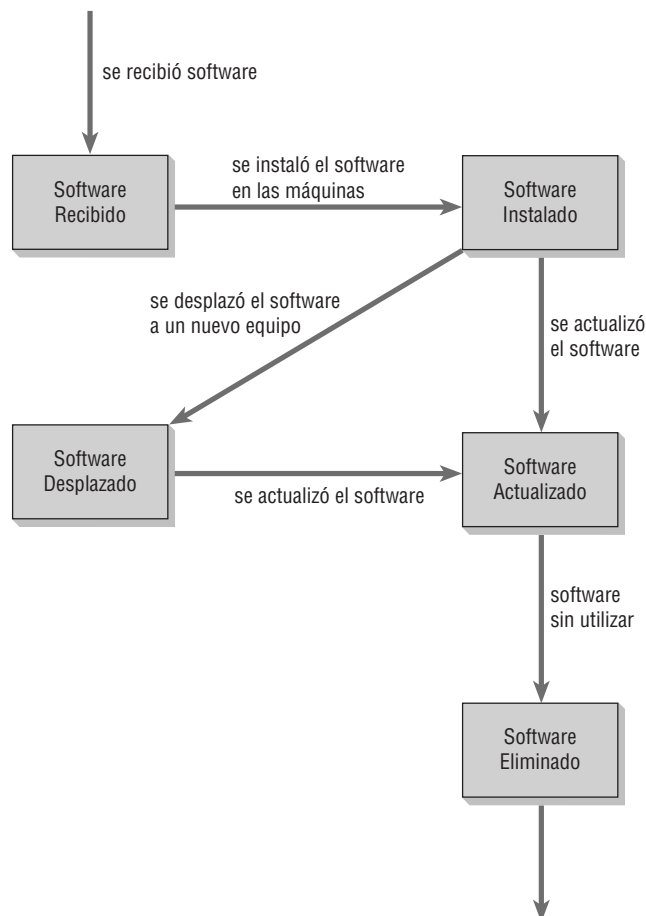 se recibió software
Software
Recibido
se instaló el software
en las máquinas
Software
Instalado
se desplazó el software
a un nuevo equipo
se actualizó
el software
Software
Desplazado
se actualizó el software
Software
Actualizado
software
sin utilizar
Software
Eliminado